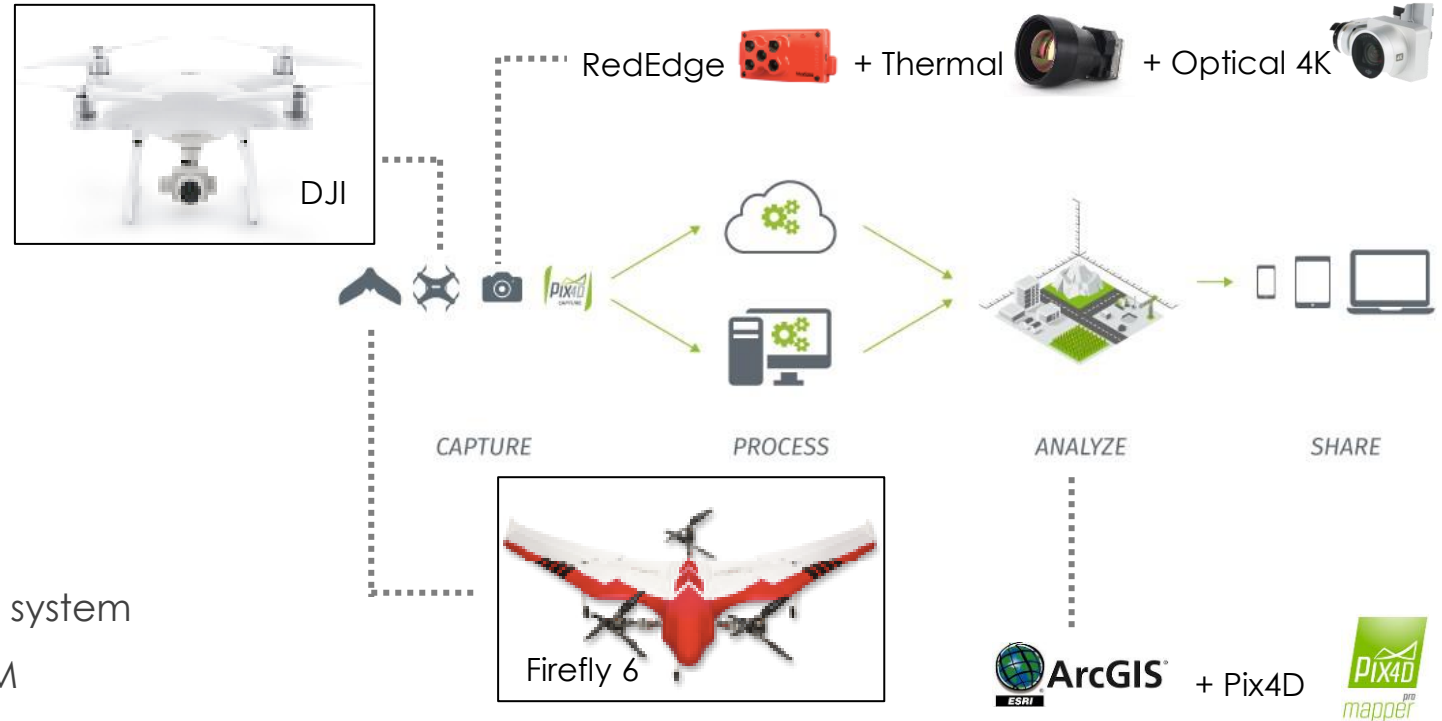 RedEdge + Thermal + Optical 4K
DJI
PIX4D
CAPTURE
CAPTURE PROCESS ANALYZE SHARE
Firefly 6
system
M
ESRI
ArcGIS + Pix4D
PIX4D
pro
mapper